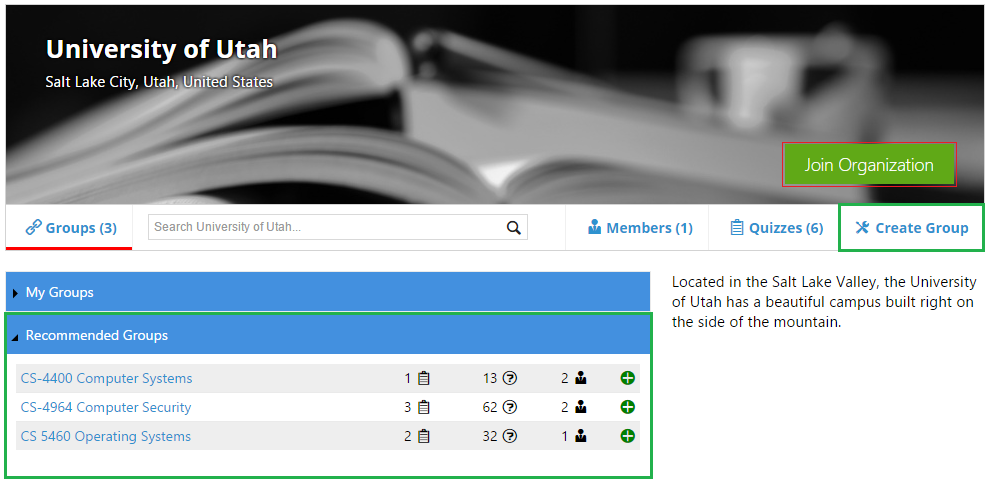 University of Utah
Salt Lake City, Utah, United States
Join Organization
Groups (3)
Search University of Utah...
Members (1)
Quizzes (6)
Create Group
My Groups
Recommended Groups
CS-4400 Computer Systems 1 13 2
CS-4964 Computer Security 3 62 2
CS 5460 Operating Systems 2 32 1
Located in the Salt Lake Valley, the University
of Utah has a beautiful campus built right on
the side of the mountain.